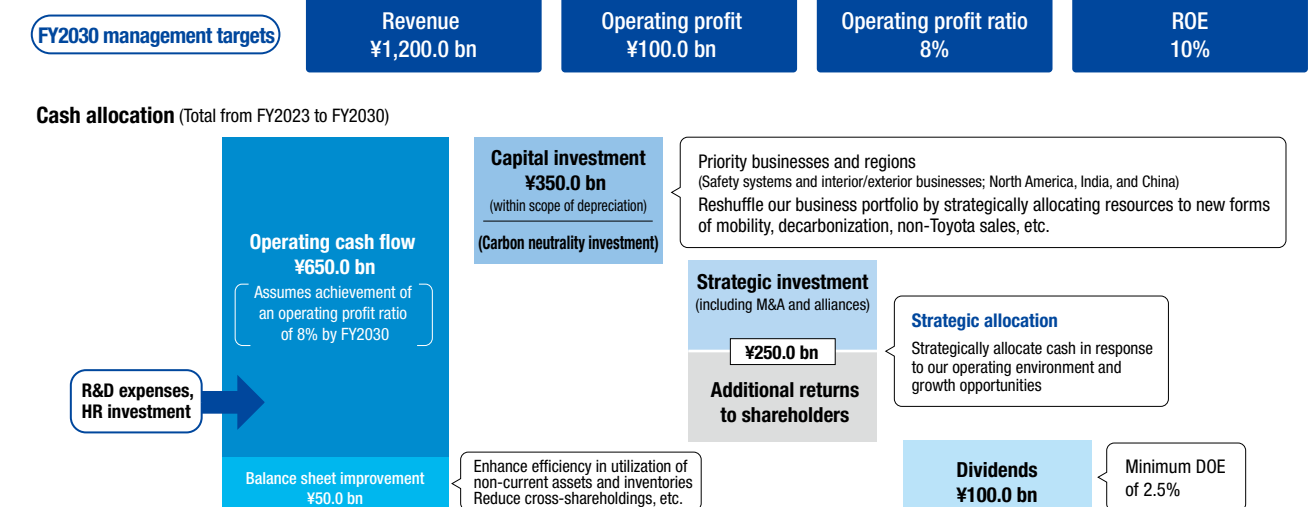 FY2030 management targets
Revenue
¥1,200.0 bn
Operating profit
¥100.0 bn
Operating profit ratio
8%
ROE
10%
Cash allocation (Total from FY2023 to FY2030)
Operating cash flow
¥650.0 bn
Assumes achievement of
an operating profit ratio
of 8% by FY2030
R&D expenses,
HR investment
Balance sheet improvement
¥50.0 bn
Enhance efficiency in utilization of
non-current assets and inventories
Reduce cross-shareholdings, etc.
Capital investment
¥350.0 bn
(within scope of depreciation)
(Carbon neutrality investment)
Priority businesses and regions
(Safety systems and interior/exterior businesses; North America, India, and China)
Reshuffle our business portfolio by strategically allocating resources to new forms
of mobility, decarbonization, non-Toyota sales, etc.
Strategic investment
(including M&A and alliances)
¥250.0 bn
Additional returns
to shareholders
Strategic allocation
Strategically allocate cash in response
to our operating environment and
growth opportunities
Dividends
¥100.0 bn
Minimum DOE
of 2.5%